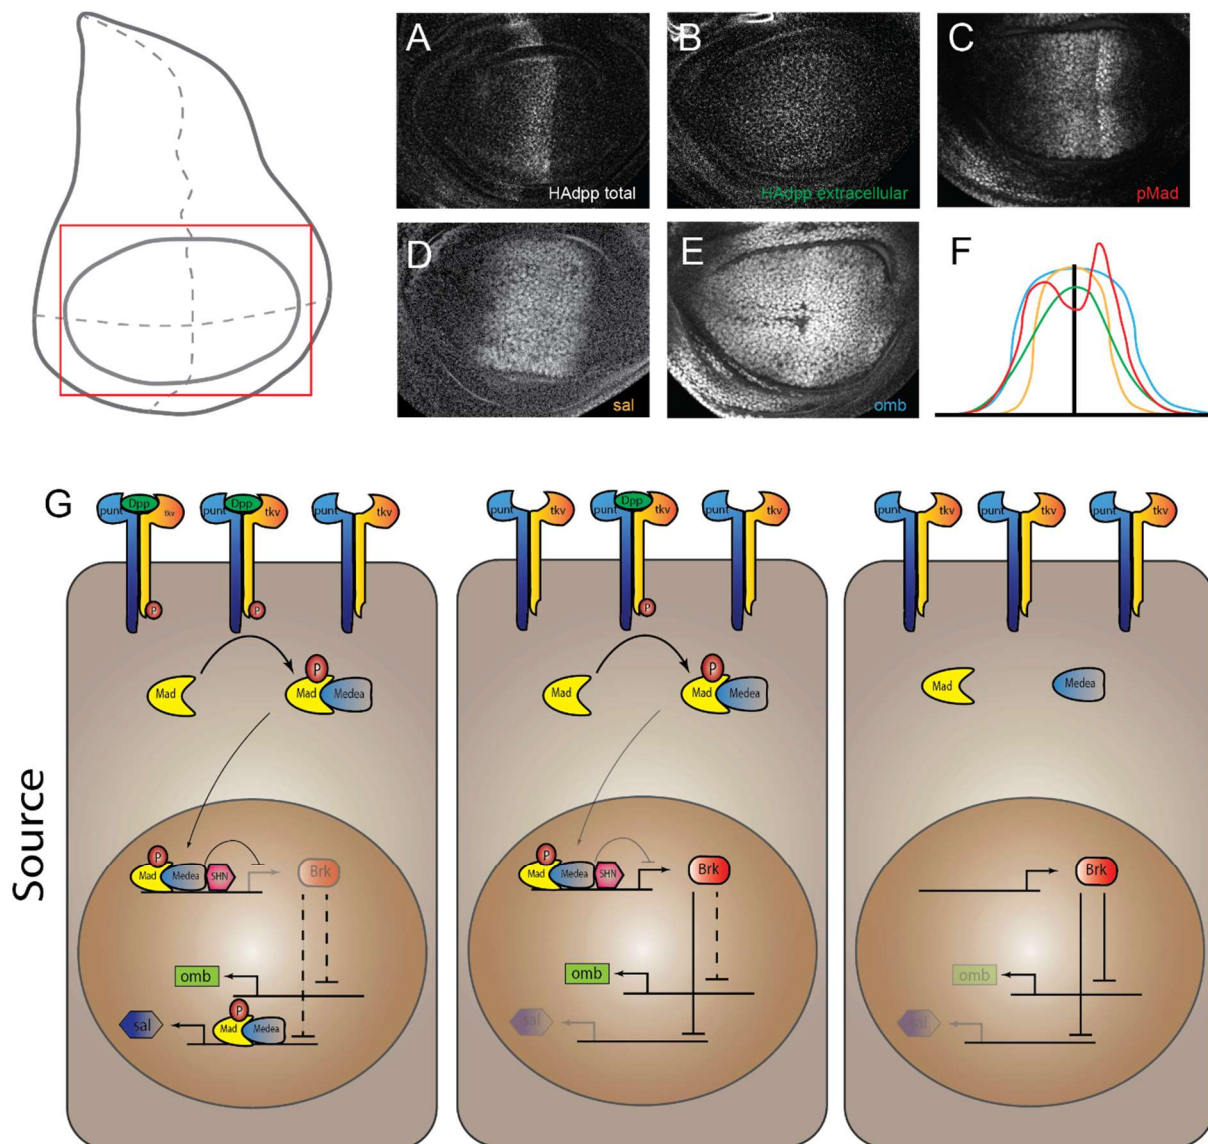 A
B
C
HAdpp total
HAdpp extracellular
pMad
D
E
F
sal
omb
G
Dpp
Dpp
punt
tkv
punt
tkv
punt
tkv
Dpp
punt
tkv
punt
tkv
punt
tkv
punt
tkv
punt
tkv
punt
tkv
P
P
P
P
P
Mad
Mad
Medea
Mad
Mad
Medea
Mad
Medea
Source
P
Mad
Medea
SHN
Brk
P
Mad
Medea
SHN
Brk
Brk
omb
omb
omb
P
sal
Mad
Medea
sal
sal